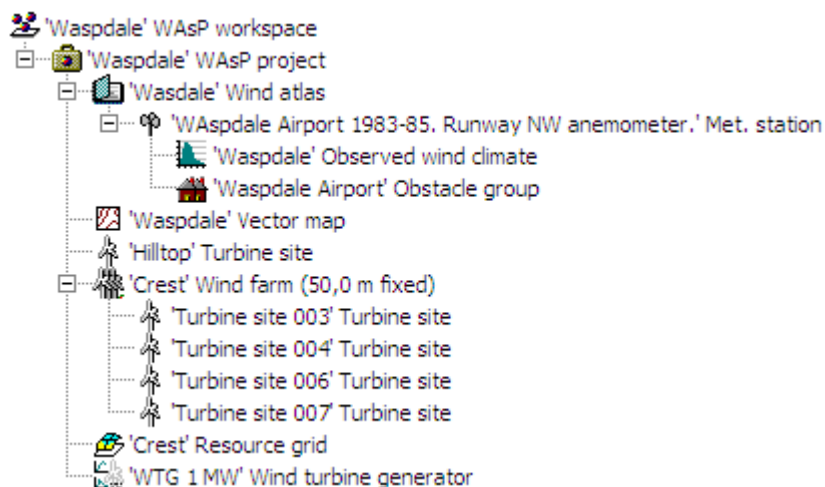 'Waspdale' WAsP workspace
'Waspdale' WAsP project
'Wasdale' Wind atlas
'WAspdale Airport 1983-85. Runway NW anemometer.' Met. station
'Waspdale' Observed wind climate
'Waspdale Airport' Obstacle group
'Waspdale' Vector map
'Hilltop' Turbine site
'Crest' Wind farm (50,0 m fixed)
'Turbine site 003' Turbine site
'Turbine site 004' Turbine site
'Turbine site 006' Turbine site
'Turbine site 007' Turbine site
'Crest' Resource grid
'WTG 1 MW' Wind turbine generator